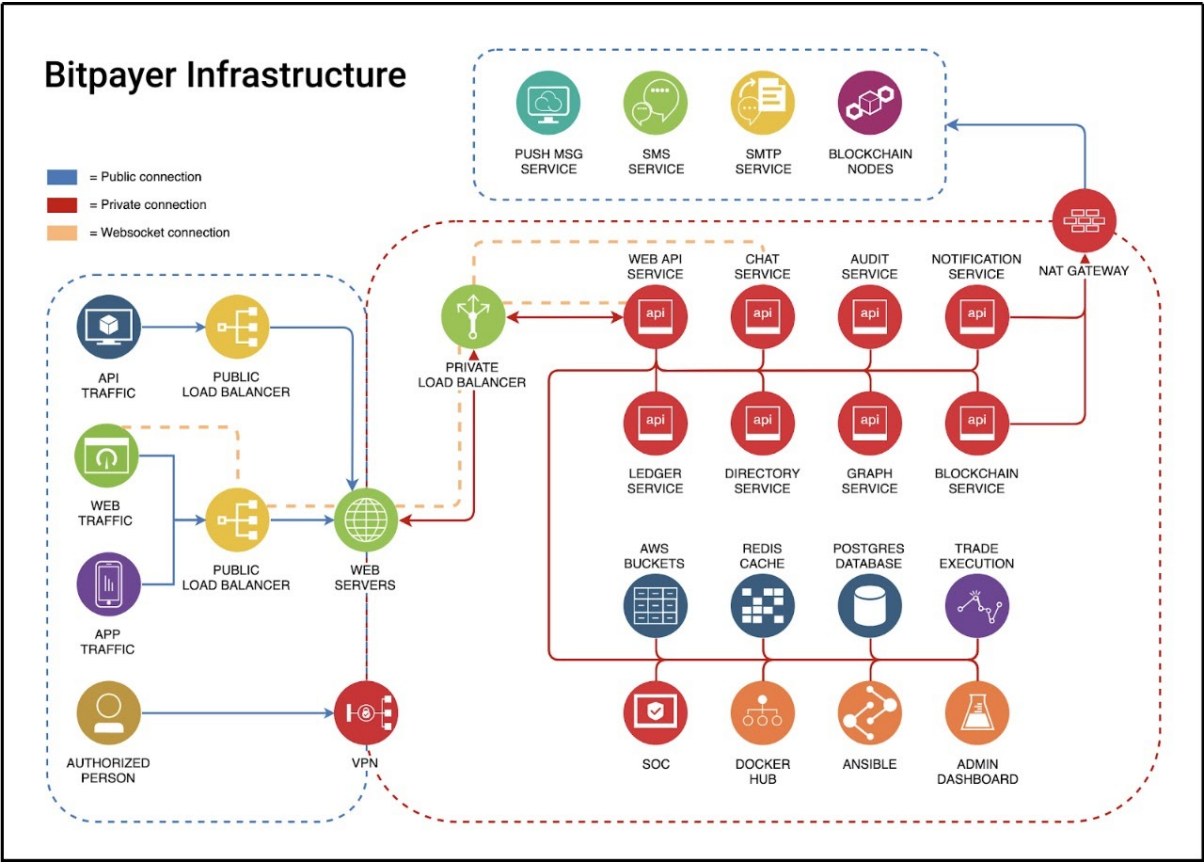 Bitpayer Infrastructure
= Public connection
= Private connection
= Websocket connection
PUSH MSG
SERVICE
SMS
SERVICE
SMTP
SERVICE
BLOCKCHAIN
NODES
NAT GATEWAY
API
TRAFFIC
PUBLIC
LOAD BALANCER
WEB
TRAFFIC
PUBLIC
LOAD BALANCER
APP
TRAFFIC
WEB
SERVERS
AUTHORIZED
PERSON
VPN
PRIVATE
LOAD BALANCER
WEB API
SERVICE
api
CHAT
SERVICE
api
AUDIT
SERVICE
api
NOTIFICATION
SERVICE
api
api
LEDGER
SERVICE
api
DIRECTORY
SERVICE
api
GRAPH
SERVICE
api
BLOCKCHAIN
SERVICE
AWS
BUCKETS
REDIS
CACHE
POSTGRES
DATABASE
TRADE
EXECUTION
SOC
DOCKER
HUB
ANSIBLE
ADMIN
DASHBOARD